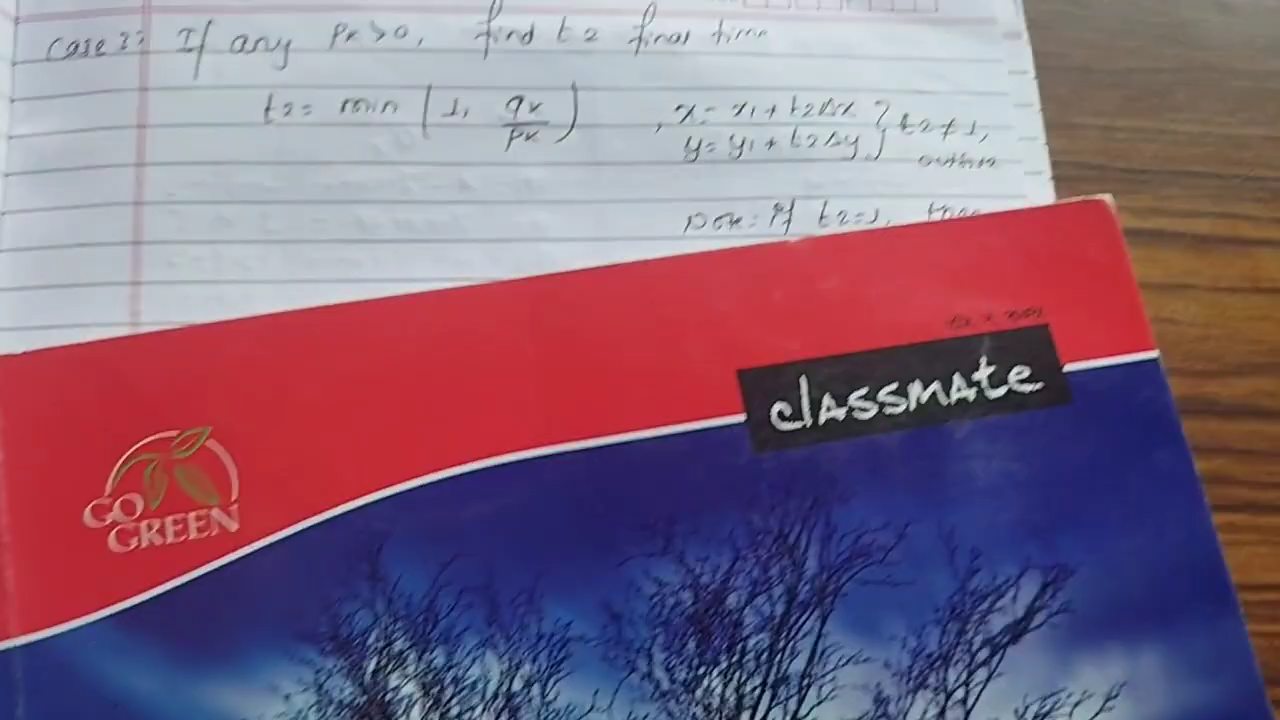 Case 3: If any pk>0, find t2 final time
t2= min (1, qk/pk) , x= x1+t2Δx } t2≠1,
y= y1+t2Δy
if t2=1,
classmate
GO
GREEN